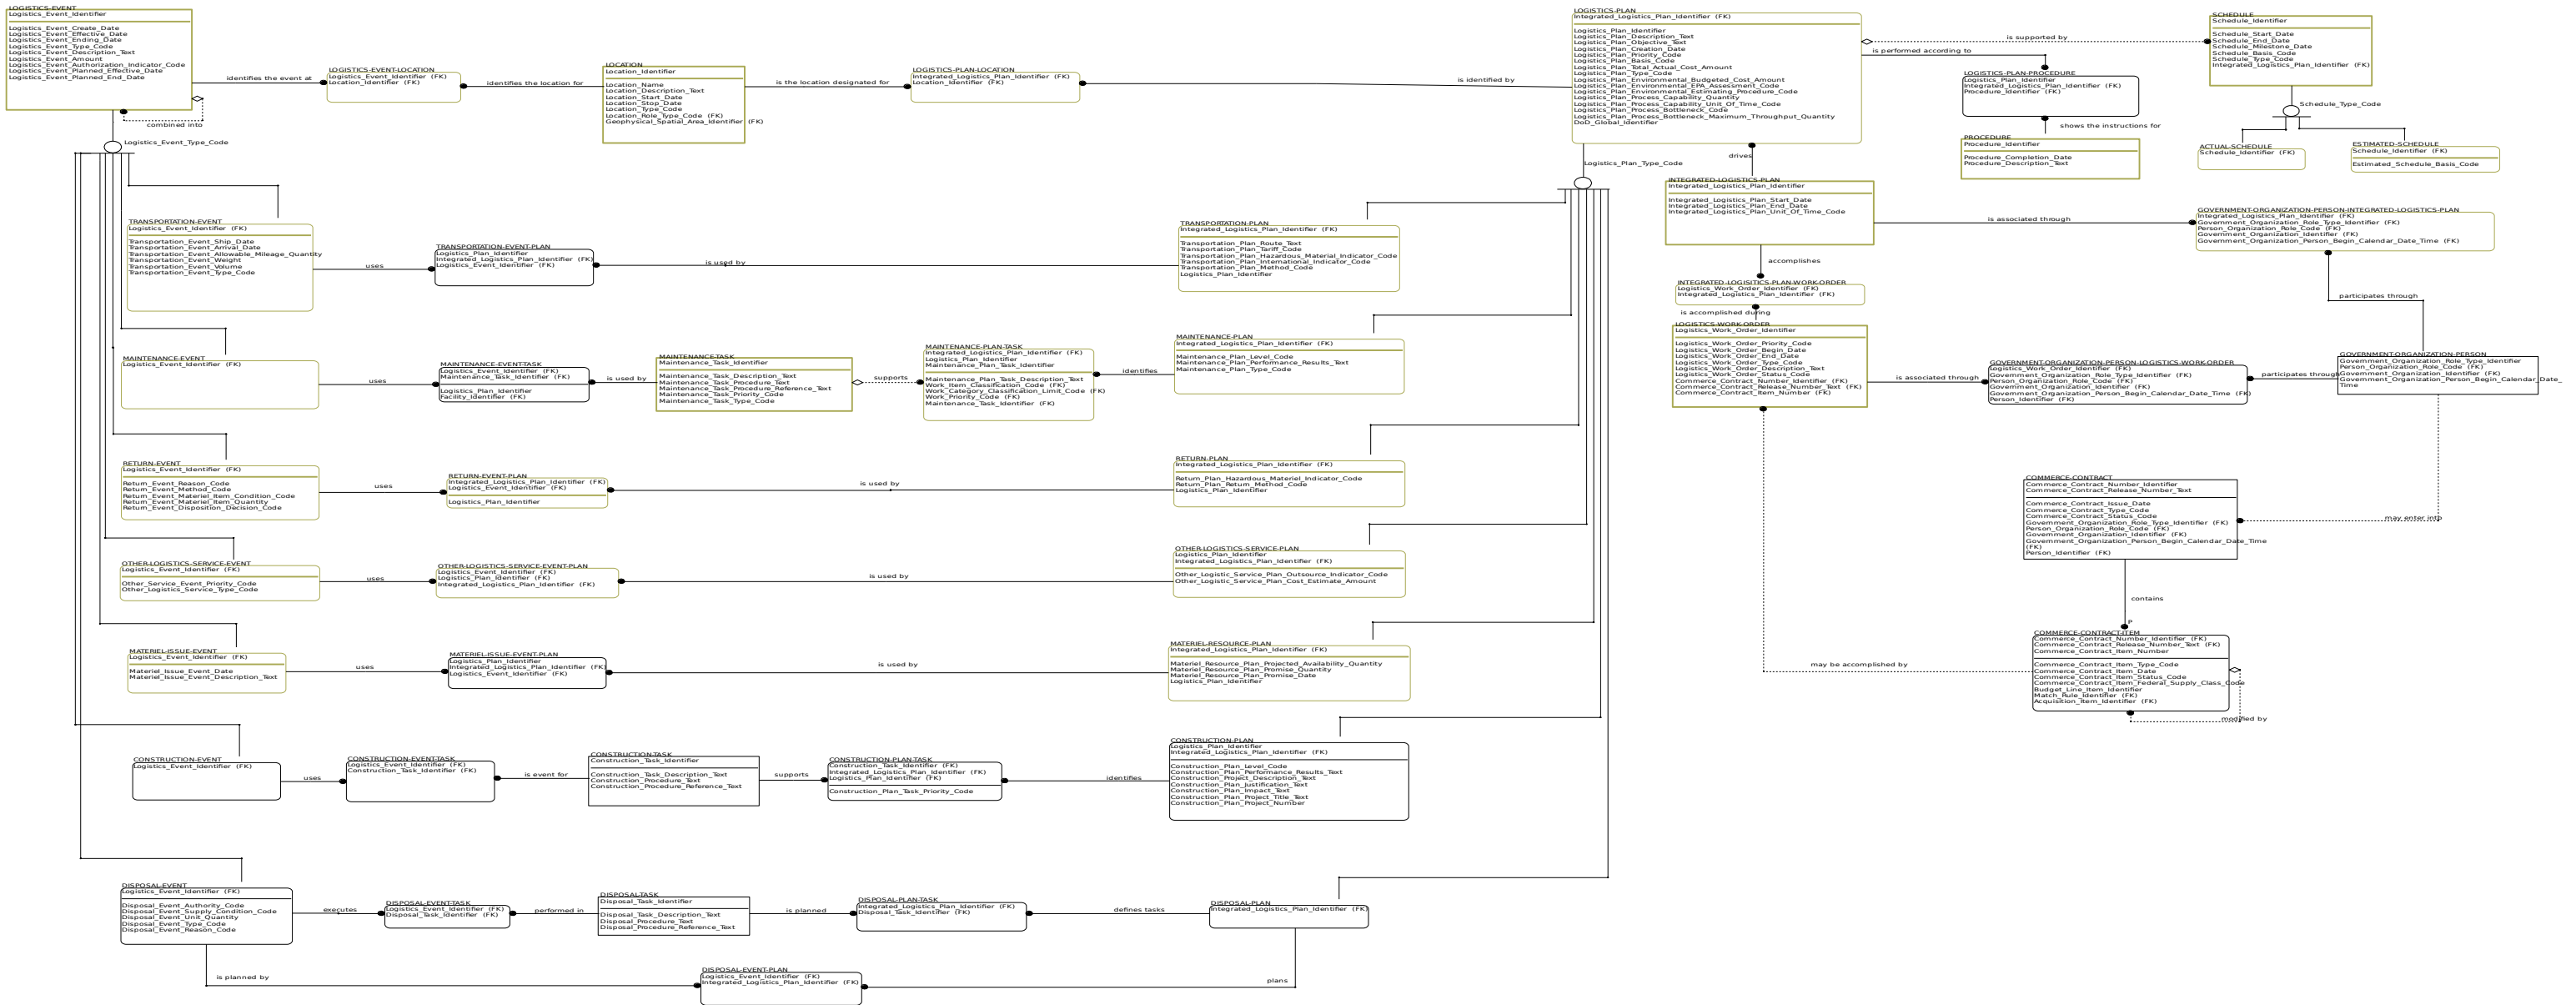 LOGISTICS-EVENT
Logistics_Event_Identifier
Logistics_Event_Create_Date
Logistics_Event_Effective_Date
Logistics_Event_Ending_Date
Logistics_Event_Type_Code
Logistics_Event_Description_Text
Logistics_Event_Amount
Logistics_Event_Authorization_Indicator_Code
Logistics_Event_Planned_Effective_Date
Logistics_Event_Planned_End_Date
combined into
Logistics_Event_Type_Code
identifies the event at
LOGISTICS-EVENT-LOCATION
Logistics_Event_Identifier (FK)
Location_Identifier (FK)
identifies the location for
LOCATION
Location_Identifier
Location_Name
Location_Description_Text
Location_Start_Date
Location_Stop_Date
Location_Type_Code
Location_Role_Type_Code (FK)
Geophysical_Spatial_Area_Identifier (FK)
is the location designated for
LOGISTICS-PLAN-LOCATION
Integrated_Logistics_Plan_Identifier (FK)
Location_Identifier (FK)
is identified by
LOGISTICS-PLAN
Integrated_Logistics_Plan_Identifier (FK)
Logistics_Plan_Identifier
Logistics_Plan_Description_Text
Logistics_Plan_Objective_Text
Logistics_Plan_Creation_Date
Logistics_Plan_Priority_Code
Logistics_Plan_Basis_Code
Logistics_Plan_Total_Actual_Cost_Amount
Logistics_Plan_Type_Code
Logistics_Plan_Environmental_Budgeted_Cost_Amount
Logistics_Plan_Environmental_EPA_Assessment_Code
Logistics_Plan_Environmental_Estimating_Procedure_Code
Logistics_Plan_Process_Capability_Quantity
Logistics_Plan_Process_Capability_Unit_Of_Time_Code
Logistics_Plan_Process_Bottleneck_Code
Logistics_Plan_Process_Bottleneck_Maximum_Throughput_Quantity
DoD_Global_Identifier
Logistics_Plan_Type_Code
drives
is supported by
is performed according to
LOGISTICS-PLAN-PROCEDURE
Logistics_Plan_Identifier
Integrated_Logistics_Plan_Identifier (FK)
Procedure_Identifier (FK)
shows the instructions for
PROCEDURE
Procedure_Identifier
Procedure_Completion_Date
Procedure_Description_Text
SCHEDULE
Schedule_Identifier
Schedule_Start_Date
Schedule_End_Date
Schedule_Milestone_Date
Schedule_Basis_Code
Schedule_Type_Code
Integrated_Logistics_Plan_Identifier (FK)
Schedule_Type_Code
ACTUAL-SCHEDULE
Schedule_Identifier (FK)
ESTIMATED-SCHEDULE
Schedule_Identifier (FK)
Estimated_Schedule_Basis_Code
INTEGRATED-LOGISTICS-PLAN
Integrated_Logistics_Plan_Identifier
Integrated_Logistics_Plan_Start_Date
Integrated_Logistics_Plan_End_Date
Integrated_Logistics_Plan_Unit_Of_Time_Code
is associated through
GOVERNMENT-ORGANIZATION-PERSON-INTEGRATED-LOGISTICS-PLAN
Integrated_Logistics_Plan_Identifier (FK)
Government_Organization_Role_Type_Identifier (FK)
Person_Organization_Role_Code (FK)
Government_Organization_Identifier (FK)
Government_Organization_Person_Begin_Calendar_Date_Time (FK)
accomplishes
INTEGRATED-LOGISITICS-PLAN-WORK-ORDER
Logistics_Work_Order_Identifier (FK)
Integrated_Logistics_Plan_Identifier (FK)
is accomplished during
participates through
LOGISTICS-WORK-ORDER
Logistics_Work_Order_Identifier
Logistics_Work_Order_Priority_Code
Logistics_Work_Order_Begin_Date
Logistics_Work_Order_End_Date
Logistics_Work_Order_Type_Code
Logistics_Work_Order_Description_Text
Logistics_Work_Order_Status_Code
Commerce_Contract_Number_Identifier (FK)
Commerce_Contract_Release_Number_Text (FK)
Commerce_Contract_Item_Number (FK)
is associated through
GOVERNMENT-ORGANIZATION-PERSON-LOGISTICS-WORK-ORDER
Logistics_Work_Order_Identifier (FK)
Government_Organization_Role_Type_Identifier (FK)
Person_Organization_Role_Code (FK)
Government_Organization_Identifier (FK)
Government_Organization_Person_Begin_Calendar_Date_Time (FK)
Person_Identifier (FK)
participates through
GOVERNMENT-ORGANIZATION-PERSON
Government_Organization_Role_Type_Identifier
Person_Organization_Role_Code (FK)
Government_Organization_Identifier (FK)
Government_Organization_Person_Begin_Calendar_Date_
Time
TRANSPORTATION-EVENT
Logistics_Event_Identifier (FK)
Transportation_Event_Ship_Date
Transportation_Event_Arrival_Date
Transportation_Event_Allowable_Mileage_Quantity
Transportation_Event_Weight
Transportation_Event_Volume
Transportation_Event_Type_Code
uses
TRANSPORTATION-EVENT-PLAN
Logistics_Plan_Identifier
Integrated_Logistics_Plan_Identifier (FK)
Logistics_Event_Identifier (FK)
is used by
TRANSPORTATION-PLAN
Integrated_Logistics_Plan_Identifier (FK)
Transportation_Plan_Route_Text
Transportation_Plan_Tariff_Code
Transportation_Plan_Hazardous_Material_Indicator_Code
Transportation_Plan_International_Indicator_Code
Transportation_Plan_Method_Code
Logistics_Plan_Identifier
MAINTENANCE-EVENT
Logistics_Event_Identifier (FK)
uses
MAINTENANCE-EVENT-TASK
Logistics_Event_Identifier (FK)
Maintenance_Task_Identifier (FK)
Logistics_Plan_Identifier
Facility_Identifier (FK)
is used by
MAINTENANCE-TASK
Maintenance_Task_Identifier
Maintenance_Task_Description_Text
Maintenance_Task_Procedure_Text
Maintenance_Task_Procedure_Reference_Text
Maintenance_Task_Priority_Code
Maintenance_Task_Type_Code
supports
MAINTENANCE-PLAN-TASK
Integrated_Logistics_Plan_Identifier (FK)
Logistics_Plan_Identifier
Maintenance_Plan_Task_Identifier
Maintenance_Plan_Task_Description_Text
Work_Item_Classification_Code (FK)
Work_Category_Classification_Limit_Code (FK)
Work_Priority_Code (FK)
Maintenance_Task_Identifier (FK)
identifies
MAINTENANCE-PLAN
Integrated_Logistics_Plan_Identifier (FK)
Maintenance_Plan_Level_Code
Maintenance_Plan_Performance_Results_Text
Maintenance_Plan_Type_Code
RETURN-EVENT
Logistics_Event_Identifier (FK)
Return_Event_Reason_Code
Return_Event_Method_Code
Return_Event_Materiel_Item_Condition_Code
Return_Event_Materiel_Item_Quantity
Return_Event_Disposition_Decision_Code
uses
RETURN-EVENT-PLAN
Integrated_Logistics_Plan_Identifier (FK)
Logistics_Event_Identifier (FK)
Logistics_Plan_Identifier
is used by
RETURN-PLAN
Integrated_Logistics_Plan_Identifier (FK)
Return_Plan_Hazardous_Materiel_Indicator_Code
Return_Plan_Return_Method_Code
Logistics_Plan_Identifier
COMMERCE-CONTRACT
Commerce_Contract_Number_Identifier
Commerce_Contract_Release_Number_Text
Commerce_Contract_Issue_Date
Commerce_Contract_Type_Code
Commerce_Contract_Status_Code
Government_Organization_Role_Type_Identifier (FK)
Person_Organization_Role_Code (FK)
Government_Organization_Identifier (FK)
Government_Organization_Person_Begin_Calendar_Date_Time
(FK)
Person_Identifier (FK)
may enter into
contains
P
OTHER-LOGISTICS-SERVICE-EVENT
Logistics_Event_Identifier (FK)
Other_Service_Event_Priority_Code
Other_Logistics_Service_Type_Code
uses
OTHER-LOGISTICS-SERVICE-EVENT-PLAN
Logistics_Event_Identifier (FK)
Logistics_Plan_Identifier (FK)
Integrated_Logistics_Plan_Identifier (FK)
is used by
OTHER-LOGISTICS-SERVICE-PLAN
Logistics_Plan_Identifier
Integrated_Logistics_Plan_Identifier (FK)
Other_Logistic_Service_Plan_Outsource_Indicator_Code
Other_Logistic_Service_Plan_Cost_Estimate_Amount
MATERIEL-ISSUE-EVENT
Logistics_Event_Identifier (FK)
Materiel_Issue_Event_Date
Materiel_Issue_Event_Description_Text
uses
MATERIEL-ISSUE-EVENT-PLAN
Logistics_Plan_Identifier
Integrated_Logistics_Plan_Identifier (FK)
Logistics_Event_Identifier (FK)
is used by
MATERIEL-RESOURCE-PLAN
Integrated_Logistics_Plan_Identifier (FK)
Materiel_Resource_Plan_Projected_Availability_Quantity
Materiel_Resource_Plan_Promise_Quantity
Materiel_Resource_Plan_Promise_Date
Logistics_Plan_Identifier
may be accomplished by
COMMERCE-CONTRACT-ITEM
Commerce_Contract_Number_Identifier (FK)
Commerce_Contract_Release_Number_Text (FK)
Commerce_Contract_Item_Number
Commerce_Contract_Item_Type_Code
Commerce_Contract_Item_Date
Commerce_Contract_Item_Status_Code
Commerce_Contract_Item_Federal_Supply_Class_Code
Budget_Line_Item_Identifier
Match_Rule_Identifier (FK)
Acquisition_Item_Identifier (FK)
modified by
CONSTRUCTION-EVENT
Logistics_Event_Identifier (FK)
uses
CONSTRUCTION-EVENT-TASK
Logistics_Event_Identifier (FK)
Construction_Task_Identifier (FK)
is event for
CONSTRUCTION-TASK
Construction_Task_Identifier
Construction_Task_Description_Text
Construction_Procedure_Text
Construction_Procedure_Reference_Text
supports
CONSTRUCTION-PLAN-TASK
Construction_Task_Identifier (FK)
Integrated_Logistics_Plan_Identifier (FK)
Logistics_Plan_Identifier (FK)
Construction_Plan_Task_Priority_Code
identifies
CONSTRUCTION-PLAN
Logistics_Plan_Identifier
Integrated_Logistics_Plan_Identifier (FK)
Construction_Plan_Level_Code
Construction_Plan_Performance_Results_Text
Construction_Project_Description_Text
Construction_Plan_Justification_Text
Construction_Plan_Impact_Text
Construction_Plan_Project_Title_Text
Construction_Plan_Project_Number
DISPOSAL-EVENT
Logistics_Event_Identifier (FK)
Disposal_Event_Authority_Code
Disposal_Event_Supply_Condition_Code
Disposal_Event_Unit_Quantity
Disposal_Event_Type_Code
Disposal_Event_Reason_Code
executes
DISPOSAL-EVENT-TASK
Logistics_Event_Identifier (FK)
Disposal_Task_Identifier (FK)
performed in
DISPOSAL-TASK
Disposal_Task_Identifier
Disposal_Task_Description_Text
Disposal_Procedure_Text
Disposal_Procedure_Reference_Text
is planned
DISPOSAL-PLAN-TASK
Integrated_Logistics_Plan_Identifier (FK)
Disposal_Task_Identifier (FK)
defines tasks
DISPOSAL-PLAN
Integrated_Logistics_Plan_Identifier (FK)
is planned by
DISPOSAL-EVENT-PLAN
Logistics_Event_Identifier (FK)
Integrated_Logistics_Plan_Identifier (FK)
plans